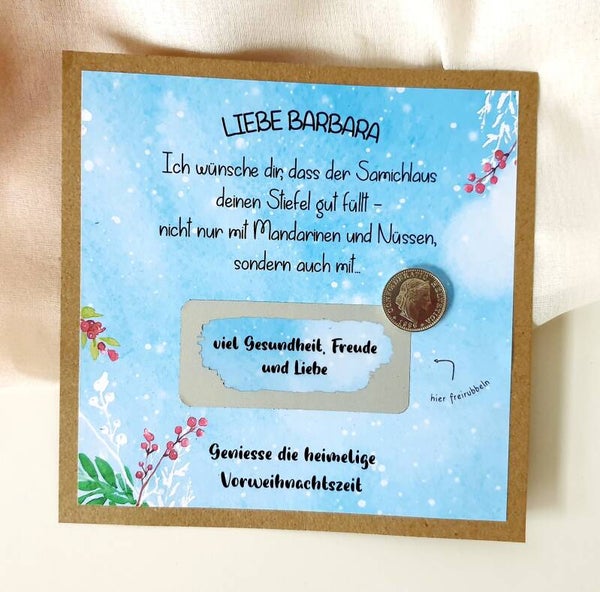 LIEBE BARBARA
Ich wünsche dir, dass der Samichlaus
deinen Stiefel gut füllt –
nicht nur mit Mandarinen und Nüssen,
sondern auch mit...
viel Gesundheit, Freude
und Liebe
hier freirubbeln
Geniesse die heimelige
Vorweihnachtszeit